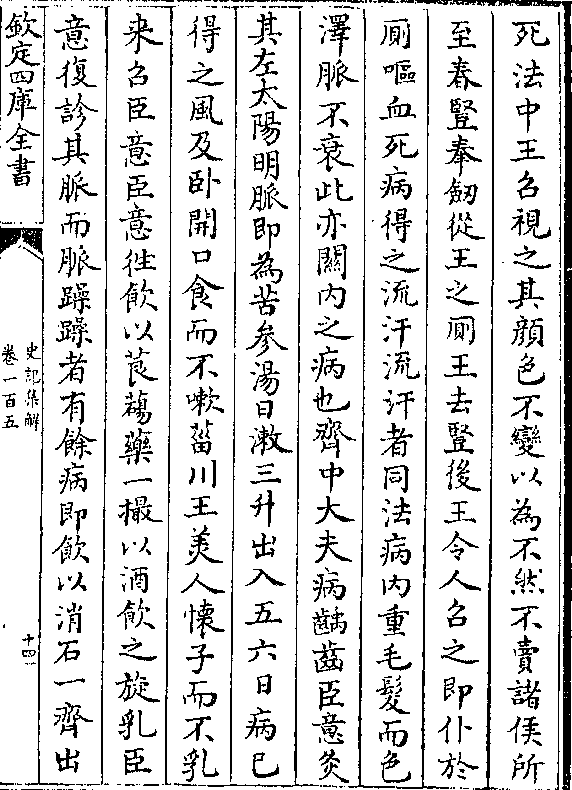 死法中王召視之其顔色不變以為不然不賣諸侯所
至春豎奉劒從王之厠王去豎後王令人召之即仆於
厠嘔血死病得之流汗流汗者同法病内重毛髮而色
澤脈不衰此亦關内之病也齊中大夫病齲齒臣意灸
其左太陽明脈即為苦參湯日漱三升出入五六日病已
得之風及卧開口食而不嗽菑川王美人懷子而不乳
来召臣意臣意往飲以莨䕞藥一撮以酒飲之旋乳臣
意復診其脈而脈躁躁者有餘病即飲以消石一齊出
欽定四庫全書
史記集解
卷一百五
十四